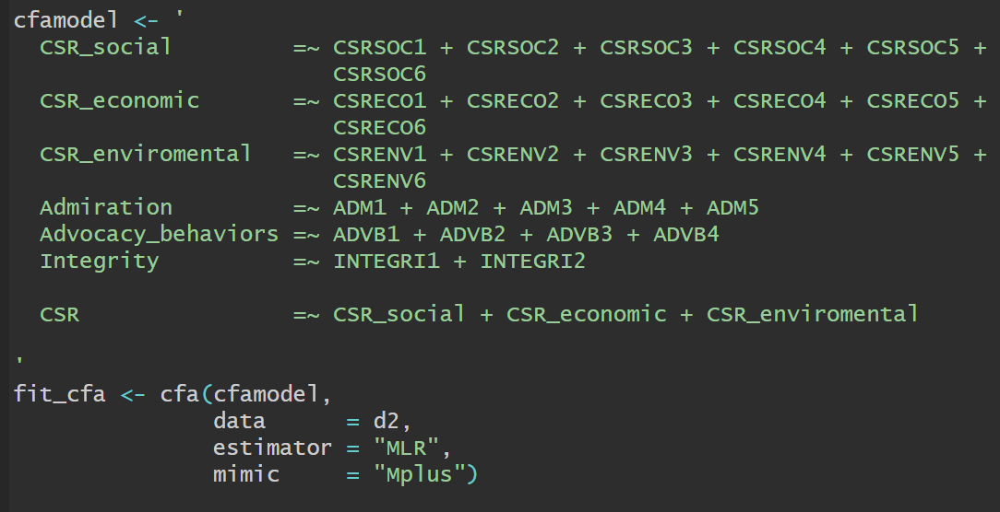 cfamodel <- '
CSR_social =~ CSRSOC1 + CSRSOC2 + CSRSOC3 + CSRSOC4 + CSRSOC5 +
CSRSOC6
CSR_economic =~ CSRECO1 + CSRECO2 + CSRECO3 + CSRECO4 + CSRECO5 +
CSRECO6
CSR_enviromental =~ CSRENV1 + CSRENV2 + CSRENV3 + CSRENV4 + CSRENV5 +
CSRENV6
Admiration =~ ADM1 + ADM2 + ADM3 + ADM4 + ADM5
Advocacy_behaviors =~ ADVB1 + ADVB2 + ADVB3 + ADVB4
Integrity =~ INTEGRI1 + INTEGRI2
CSR =~ CSR_social + CSR_economic + CSR_enviromental
'
fit_cfa <- cfa(cfamodel,
data = d2,
estimator = "MLR",
mimic = "Mplus")